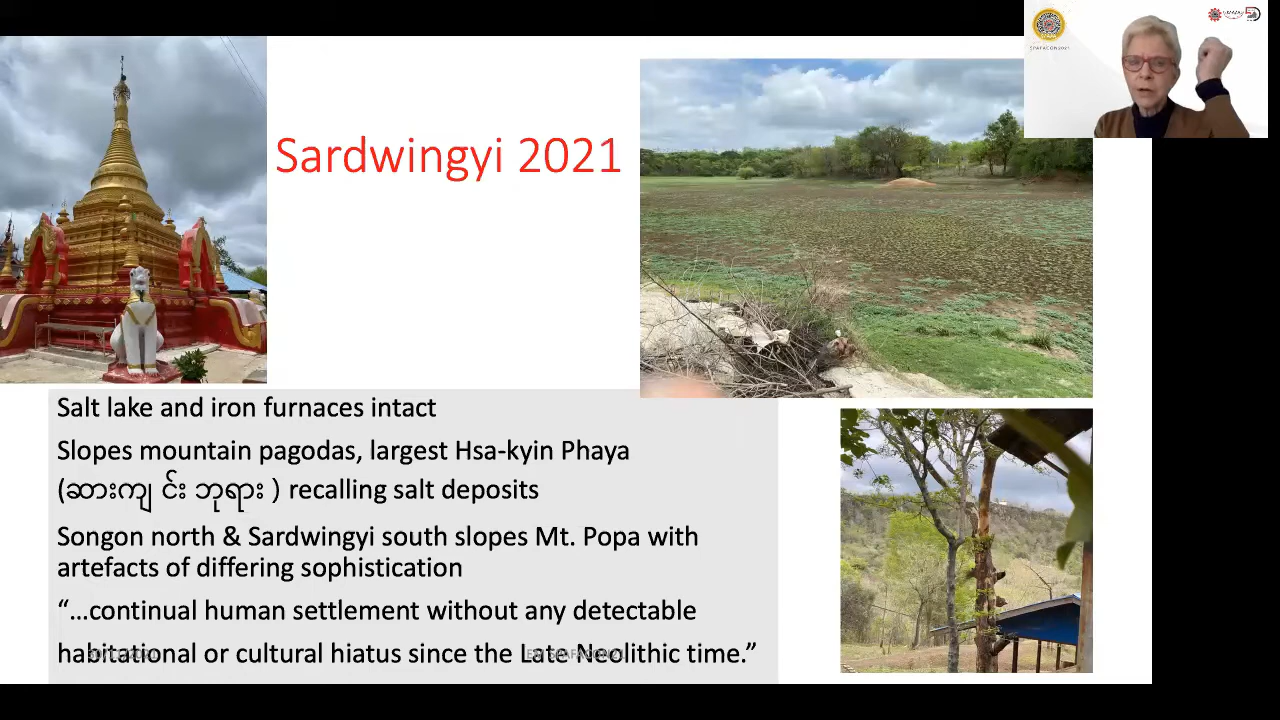 SPAFACON2021
Sardwingyi 2021
Salt lake and iron furnaces intact
Slopes mountain pagodas, largest Hsa-kyin Phaya
(ဆားကျ င်း ဘုရား ) recalling salt deposits
Songon north & Sardwingyi south slopes Mt. Popa with
artefacts of differing sophistication
“…continual human settlement without any detectable
habitational or cultural hiatus since the Late Neolithic time.”